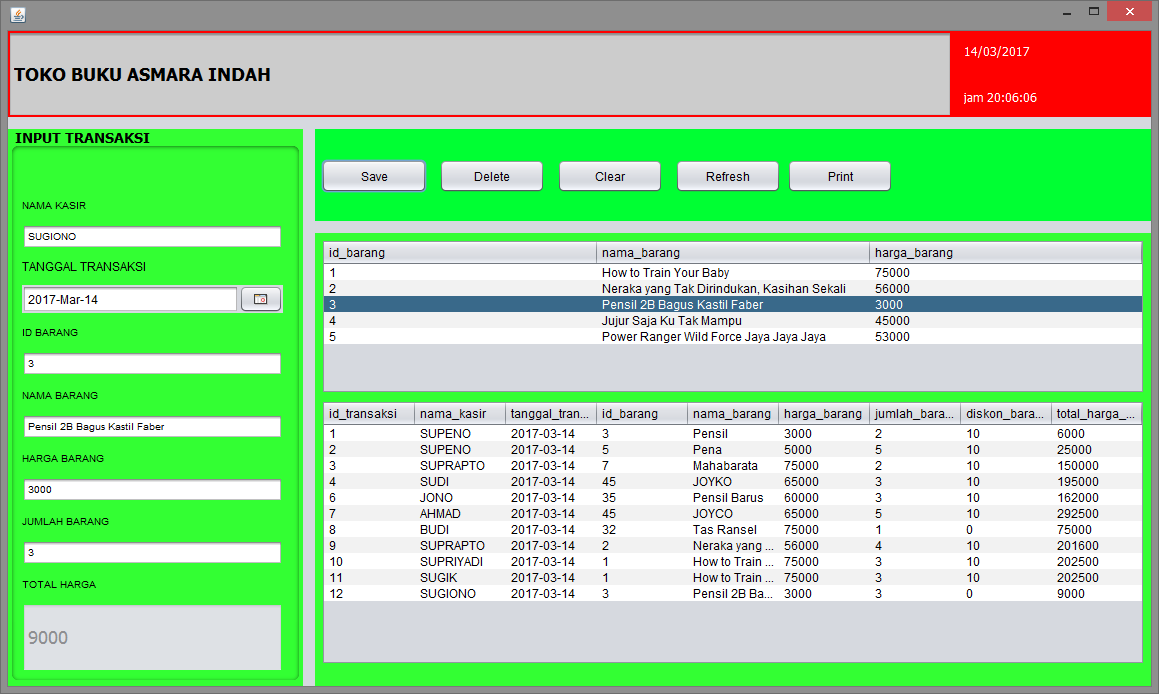 TOKO BUKU ASMARA INDAH
14/03/2017
jam 20:06:06
INPUT TRANSAKSI
NAMA KASIR
SUGIONO
TANGGAL TRANSAKSI
2017-Mar-14
ID BARANG
3
NAMA BARANG
Pensil 2B Bagus Kastil Faber
HARGA BARANG
3000
JUMLAH BARANG
3
TOTAL HARGA
9000
Save Delete Clear Refresh Print
id_barang nama_barang harga_barang
1 How to Train Your Baby 75000
2 Neraka yang Tak Dirindukan, Kasihan Sekali 56000
3 Pensil 2B Bagus Kastil Faber 3000
4 Jujur Saja Ku Tak Mampu 45000
5 Power Ranger Wild Force Jaya Jaya Jaya 53000
id_transaksi nama_kasir tanggal_tran... id_barang nama_barang harga_barang jumlah_bara... diskon_bara... total_harga_...
1 SUPENO 2017-03-14 3 Pensil 3000 2 10 6000
2 SUPENO 2017-03-14 5 Pena 5000 5 10 25000
3 SUPRAPTO 2017-03-14 7 Mahabarata 75000 2 10 150000
4 SUDI 2017-03-14 45 JOYKO 65000 3 10 195000
6 JONO 2017-03-14 35 Pensil Barus 60000 3 10 162000
7 AHMAD 2017-03-14 45 JOYCO 65000 5 10 292500
8 BUDI 2017-03-14 32 Tas Ransel 75000 1 0 75000
9 SUPRAPTO 2017-03-14 2 Neraka yang ... 56000 4 10 201600
10 SUPRIYADI 2017-03-14 1 How to Train ... 75000 3 10 202500
11 SUGIK 2017-03-14 1 How to Train ... 75000 3 10 202500
12 SUGIONO 2017-03-14 3 Pensil 2B Ba... 3000 3 0 9000